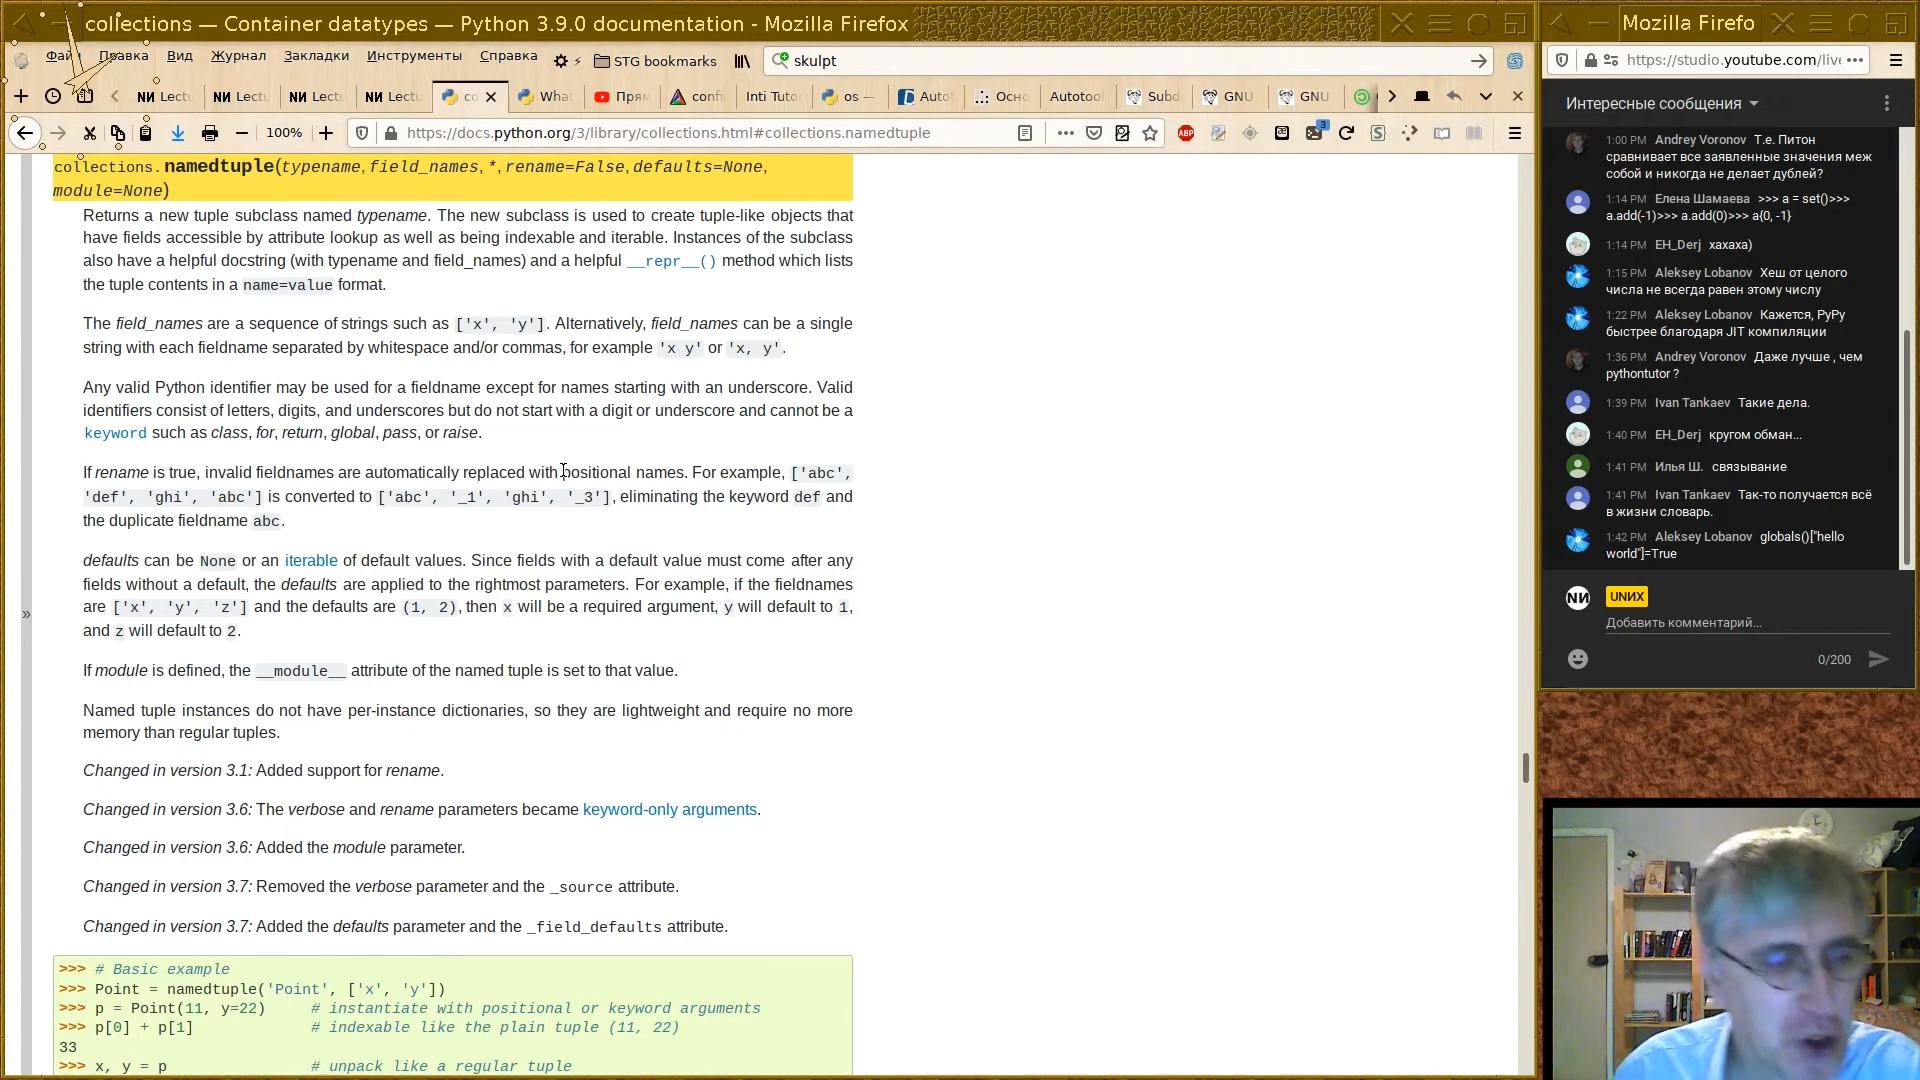 collections — Container datatypes — Python 3.9.0 documentation - Mozilla Firefox
Файл Правка Вид Журнал Закладки Инструменты Справка STG bookmarks skulpt
NИ Lectu NИ Lectu NИ Lectu NИ Lectu co What Прям confi Inti Tutor os — Autot Осно Autotool Subd GNU GNU
100% https://docs.python.org/3/library/collections.html#collections.namedtuple ABP 3
collections.namedtuple(typename, field_names, *, rename=False, defaults=None,
module=None)
Returns a new tuple subclass named typename. The new subclass is used to create tuple-like objects that
have fields accessible by attribute lookup as well as being indexable and iterable. Instances of the subclass
also have a helpful docstring (with typename and field_names) and a helpful __repr__() method which lists
the tuple contents in a name=value format.
The field_names are a sequence of strings such as ['x', 'y']. Alternatively, field_names can be a single
string with each fieldname separated by whitespace and/or commas, for example 'x y' or 'x, y'.
Any valid Python identifier may be used for a fieldname except for names starting with an underscore. Valid
identifiers consist of letters, digits, and underscores but do not start with a digit or underscore and cannot be a
keyword such as class, for, return, global, pass, or raise.
If rename is true, invalid fieldnames are automatically replaced with positional names. For example, ['abc',
'def', 'ghi', 'abc'] is converted to ['abc', '_1', 'ghi', '_3'], eliminating the keyword def and
the duplicate fieldname abc.
defaults can be None or an iterable of default values. Since fields with a default value must come after any
fields without a default, the defaults are applied to the rightmost parameters. For example, if the fieldnames
are ['x', 'y', 'z'] and the defaults are (1, 2), then x will be a required argument, y will default to 1,
and z will default to 2.
If module is defined, the __module__ attribute of the named tuple is set to that value.
Named tuple instances do not have per-instance dictionaries, so they are lightweight and require no more
memory than regular tuples.
Changed in version 3.1: Added support for rename.
Changed in version 3.6: The verbose and rename parameters became keyword-only arguments.
Changed in version 3.6: Added the module parameter.
Changed in version 3.7: Removed the verbose parameter and the _source attribute.
Changed in version 3.7: Added the defaults parameter and the _field_defaults attribute.
>>> # Basic example
>>> Point = namedtuple('Point', ['x', 'y'])
>>> p = Point(11, y=22) # instantiate with positional or keyword arguments
>>> p[0] + p[1] # indexable like the plain tuple (11, 22)
33
>>> x, y = p # unpack like a regular tuple
Mozilla Firefo
https://studio.youtube.com/live
Интересные сообщения
1:00 PM Andrey Voronov Т.е. Питон
сравнивает все заявленные значения меж
собой и никогда не делает дублей?
1:14 PM Елена Шамаева >>> a = set()>>>
a.add(-1)>>> a.add(0)>>> a{0, -1}
1:14 PM EH_Derj хахаха)
1:15 PM Aleksey Lobanov Хеш от целого
числа не всегда равен этому числу
1:22 PM Aleksey Lobanov Кажется, PyPy
быстрее благодаря JIT компиляции
1:36 PM Andrey Voronov Даже лучше , чем
pythontutor ?
1:39 PM Ivan Tankaev Такие дела.
1:40 PM EH_Derj кругом обман...
1:41 PM Илья Ш. связывание
1:41 PM Ivan Tankaev Так-то получается всё
в жизни словарь.
1:42 PM Aleksey Lobanov globals()["hello
world"]=True
NИ UNИX
Добавить комментарий...
0/200